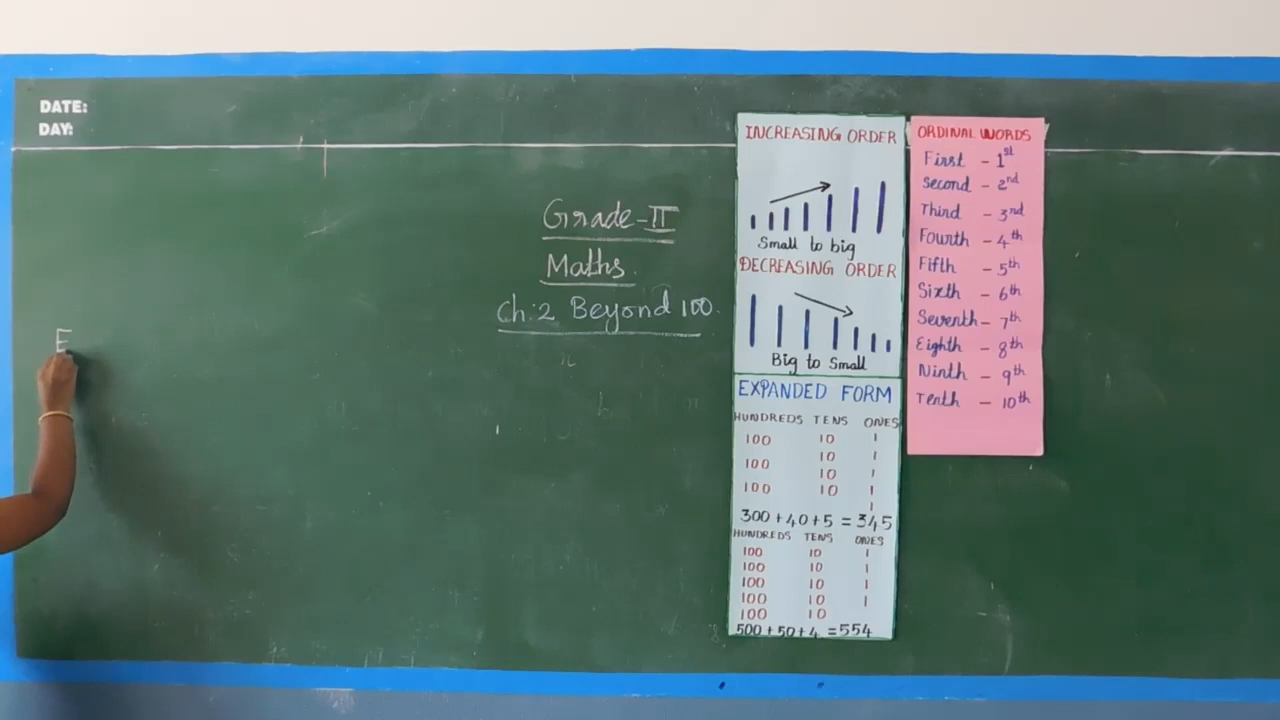 DATE:
DAY:
Grade-II
Maths.
Ch:2 Beyond 100.
E
INCREASING ORDER
Small to big
DECREASING ORDER
Big to Small
EXPANDED FORM
HUNDREDS TENS ONES
100 10 1
10 1
100 10 1
100 10 1
1
300+40+5 = 345
HUNDREDS TENS ONES
100 10 1
100 10 1
100 10 1
100 10 1
100 10
500+50+4 =554
ORDINAL WORDS
First - 1st
Second - 2nd
Third - 3rd
Fourth - 4th
Fifth - 5th
Sixth - 6th
Seventh - 7th
Eighth - 8th
Ninth - 9th
Tenth - 10th